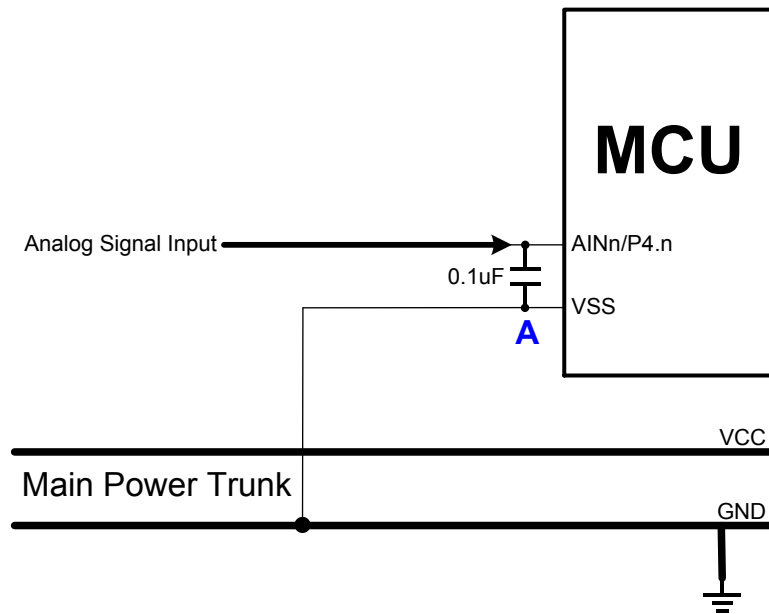 MCU
Analog Signal Input
AINn/P4.n
0.1uF
VSS
A
VCC
Main Power Trunk
GND